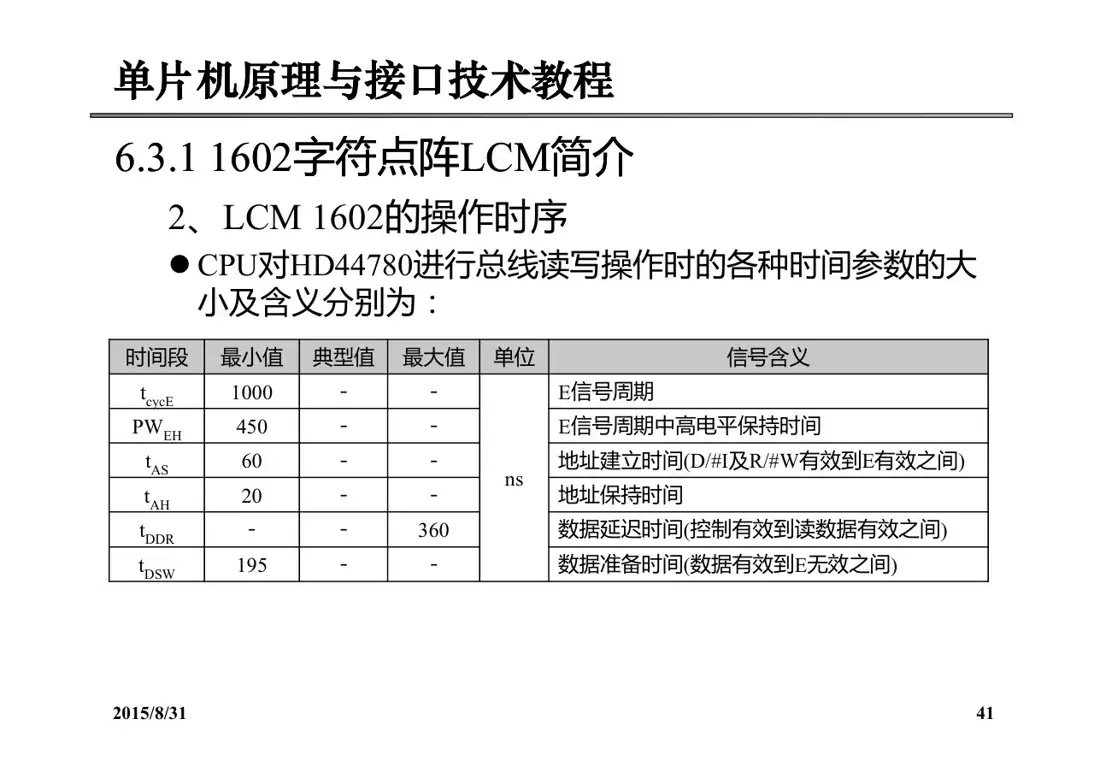 单片机原理与接口技术教程
6.3.1 1602字符点阵LCM简介
2、LCM 1602的操作时序
●CPU对HD44780进行总线读写操作时的各种时间参数的大
小及含义分别为：
时间段 最小值 典型值 最大值 单位 信号含义
tcycE 1000 - - E信号周期
PWEH 450 - - E信号周期中高电平保持时间
tAS 60 - - 地址建立时间(D/#I及R/#W有效到E有效之间)
ns
tAH 20 - - 地址保持时间
tDDR - - 360 数据延迟时间(控制有效到读数据有效之间)
tDSW 195 - - 数据准备时间(数据有效到E无效之间)
2015/8/31 41